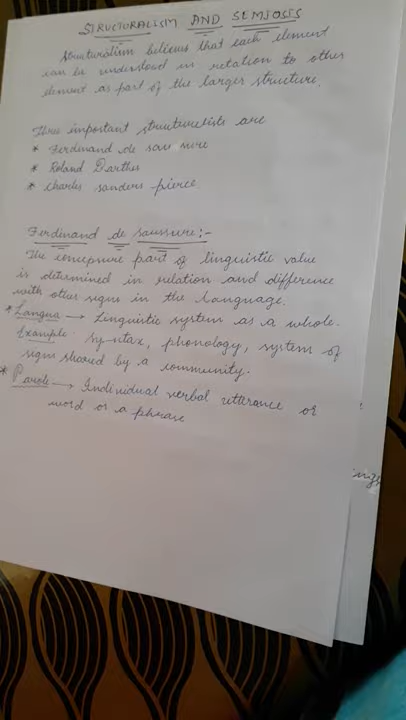 STRUCTURALISM AND SEMIOSIS
Structuralism believes that each element
can be understood in relation to other
element as part of the larger structure.
Three important structuralists are
* Ferdinand de saussure
* Roland Barthes
* Charles sanders pierce
Ferdinand de saussure:-
The concept part of linguistic value
is determined in relation and difference
with other signs in the language.
* Langua → Linguistic system as a whole.
Example: Syntax, phonology, system of
sign shared by a community.
* Parole → Individual verbal utterance or
word or a phrase